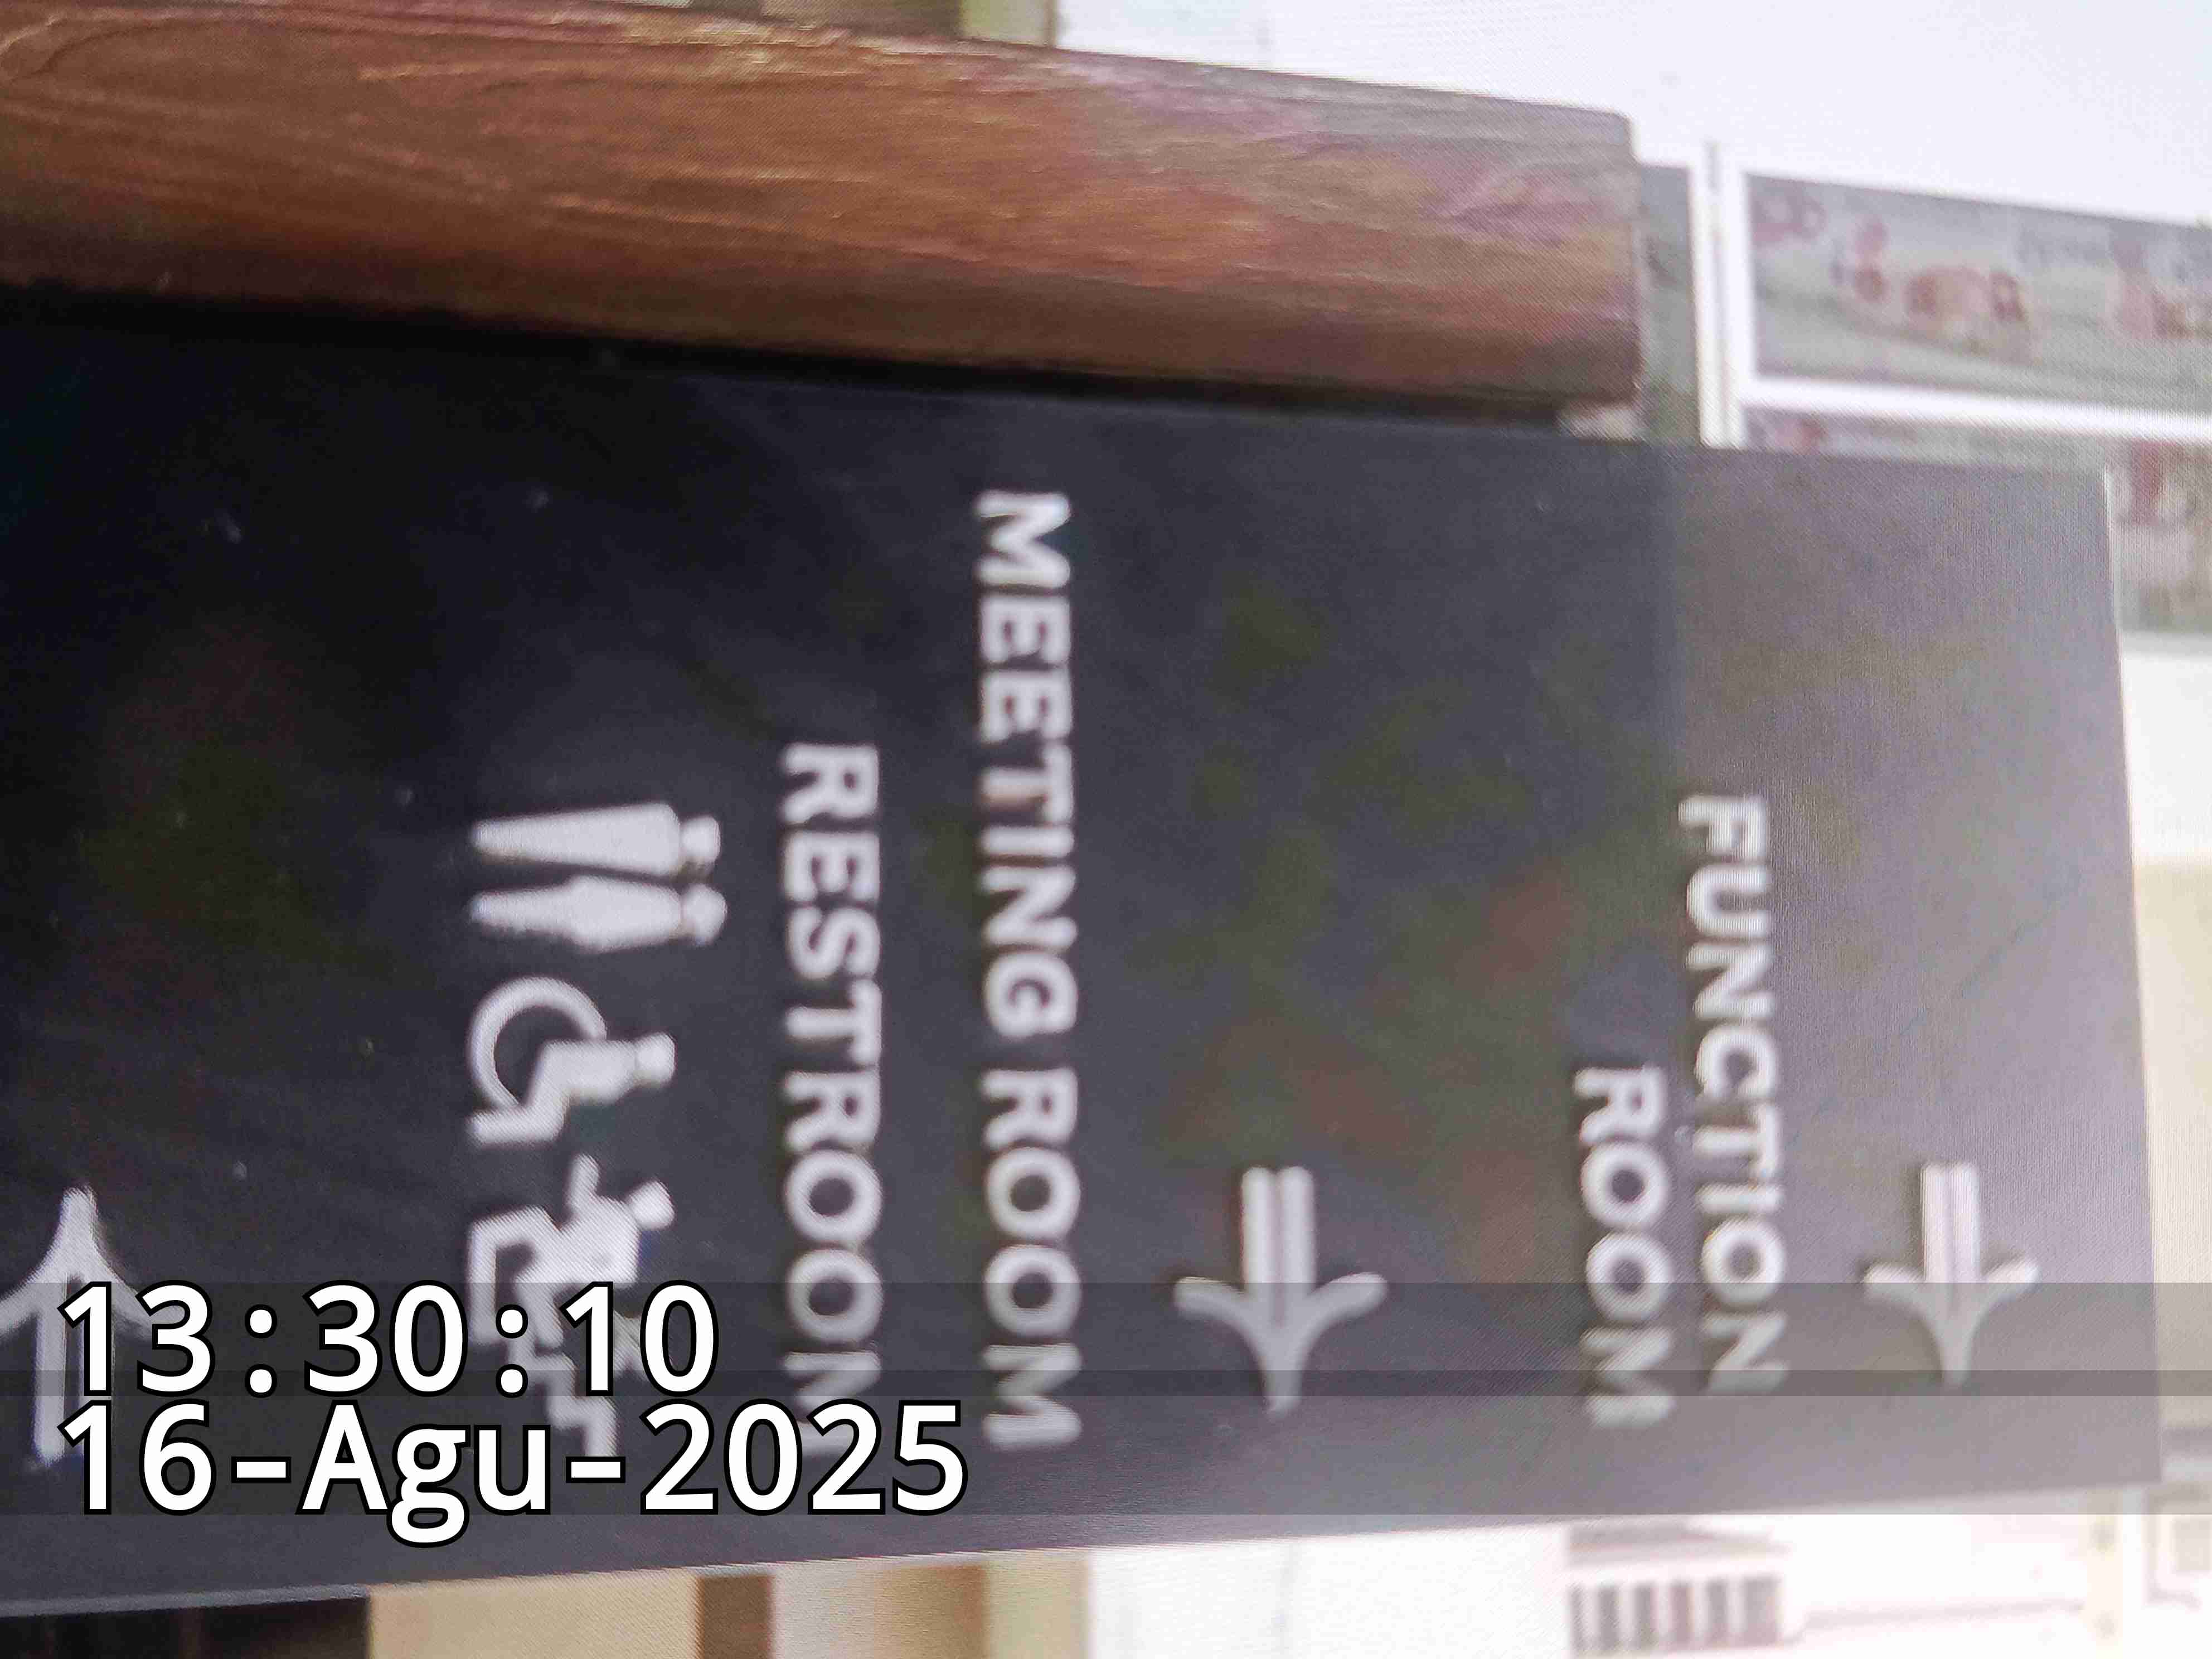 FUNCTION
ROOM
MEETING ROOM
RESTROOM
13:30:10
16-Agu-2025